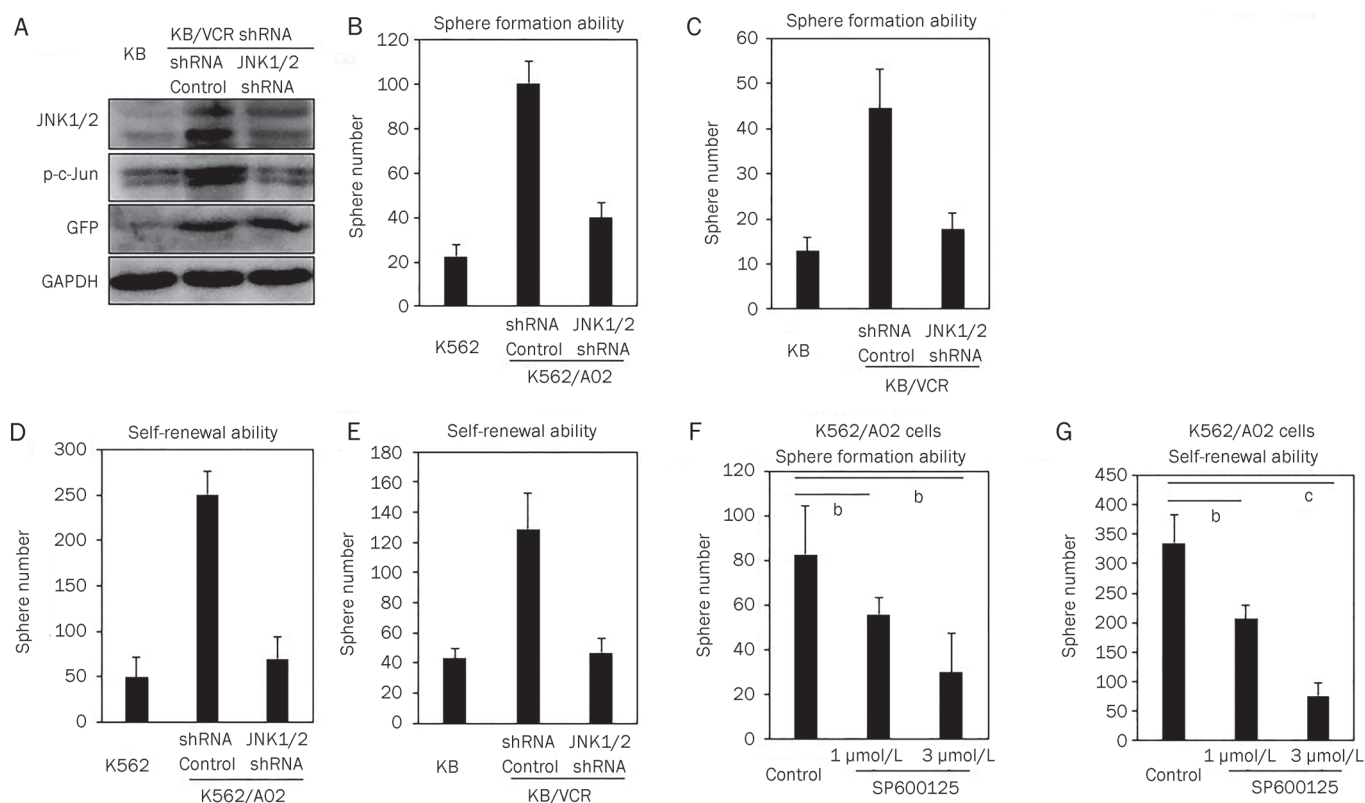 A
KB
KB/VCR shRNA
shRNA JNK1/2
Control shRNA
JNK1/2
p-c-Jun
GFP
GAPDH
B
Sphere formation ability
Sphere number
120
100
80
60
40
20
0
K562
shRNA JNK1/2
Control shRNA
K562/A02
C
Sphere formation ability
Sphere number
60
50
40
30
20
10
0
KB
shRNA JNK1/2
Control shRNA
KB/VCR
D
Self-renewal ability
Sphere number
300
250
200
150
100
50
0
K562
shRNA JNK1/2
Control shRNA
K562/A02
E
Self-renewal ability
Sphere number
180
160
140
120
100
80
60
40
20
0
KB
shRNA JNK1/2
Control shRNA
KB/VCR
F
K562/A02 cells
Sphere formation ability
Sphere number
120
100
80
60
40
20
0
b
b
Control
1 µmol/L 3 µmol/L
SP600125
G
K562/A02 cells
Self-renewal ability
Sphere number
450
400
350
300
250
200
150
100
50
0
c
b
Control
1 µmol/L 3 µmol/L
SP600125